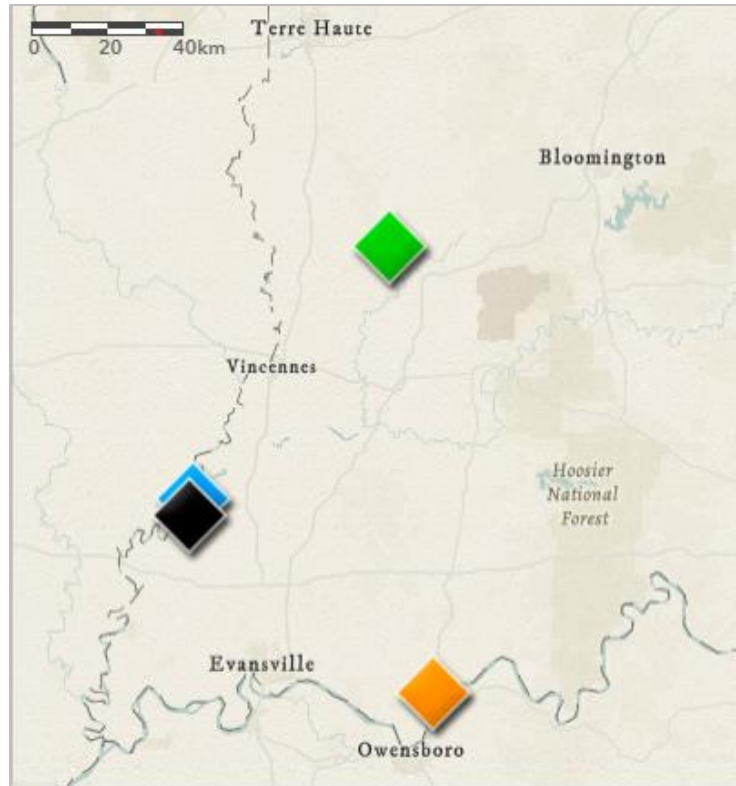 Terre Haute
0 20 40km
Bloomington
Vincennes
Hoosier
National
Forest
Evansville
Owensboro